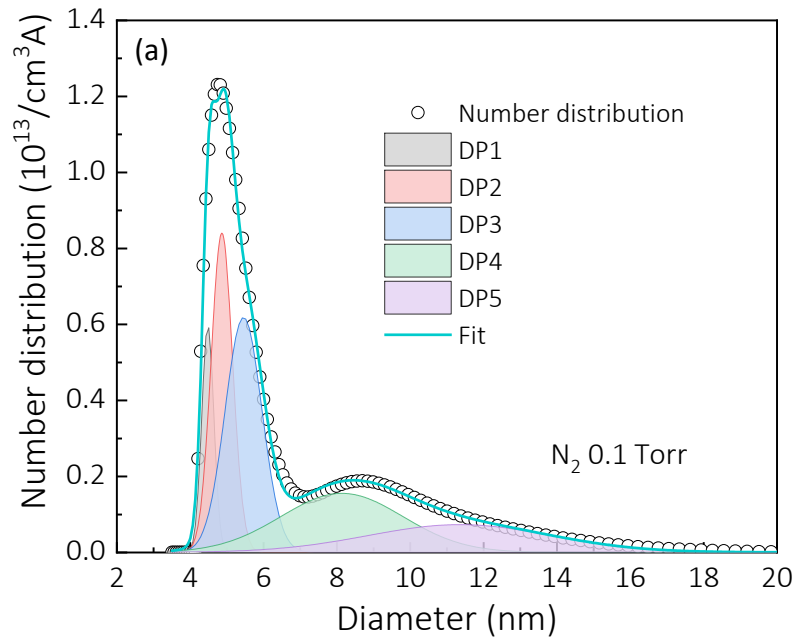 (a)
Number distribution (10¹³/cm³A)
1.4
1.2
1.0
0.8
0.6
0.4
0.2
0.0
Number distribution
DP1
DP2
DP3
DP4
DP5
Fit
N₂ 0.1 Torr
2 4 6 8 10 12 14 16 18 20
Diameter (nm)